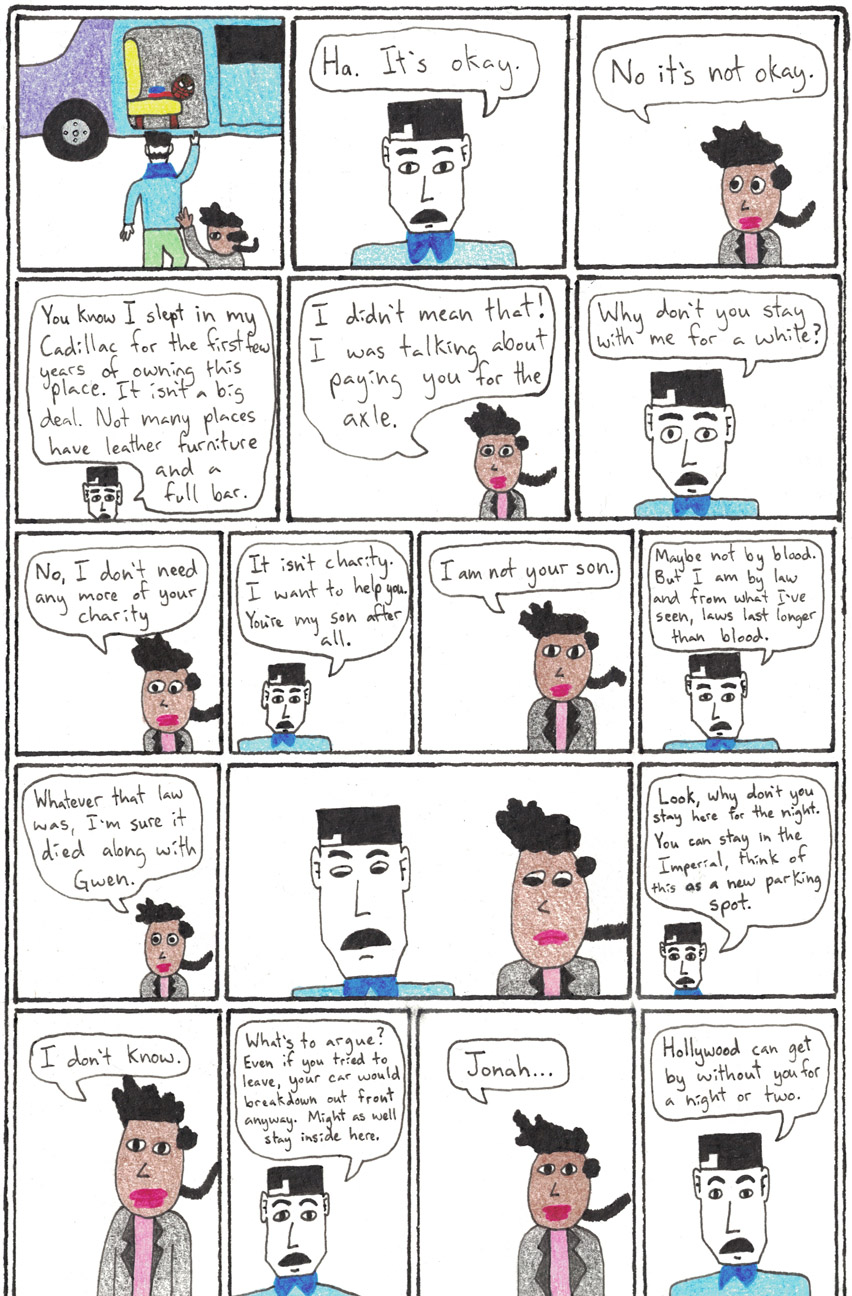 Ha. It's okay.
No it's not okay.
You know I slept in my
Cadillac for the first few
years of owning this
place. It isn't a big
deal. Not many places
have leather furniture
and a
full bar.
I didn't mean that!
I was talking about
paying you for the
axle.
Why don't you stay
with me for a while?
No, I don't need
any more of your
charity
It isn't charity.
I want to help you.
You're my son after
all.
I am not your son.
Maybe not by blood.
But I am by law
and from what I've
seen, laws last longer
than blood.
Whatever that law
was, I'm sure it
died along with
Gwen.
Look, why don't you
stay here for the night.
You can stay in the
Imperial, think of
this as a new parking
spot.
I don't know.
What's to argue?
Even if you tried to
leave, your car would
breakdown out front
anyway. Might as well
stay inside here.
Jonah...
Hollywood can get
by without you for
a night or two.